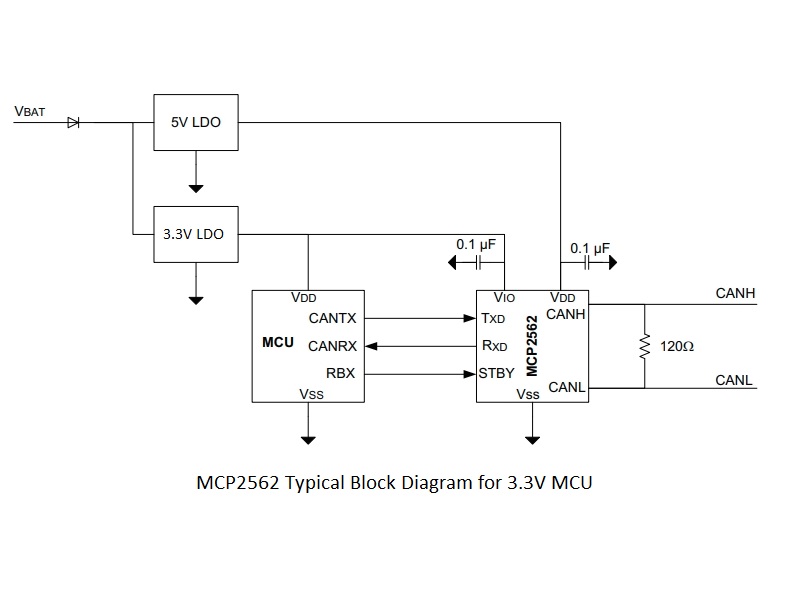 VBAT
5V LDO
3.3V LDO
0.1 µF
0.1 µF
VDD
CANTX
MCU
CANRX
RBX
VSS
VIO
VDD
TXD
CANH
RXD
MCP2562
STBY
CANL
Vss
CANH
120Ω
CANL
MCP2562 Typical Block Diagram for 3.3V MCU